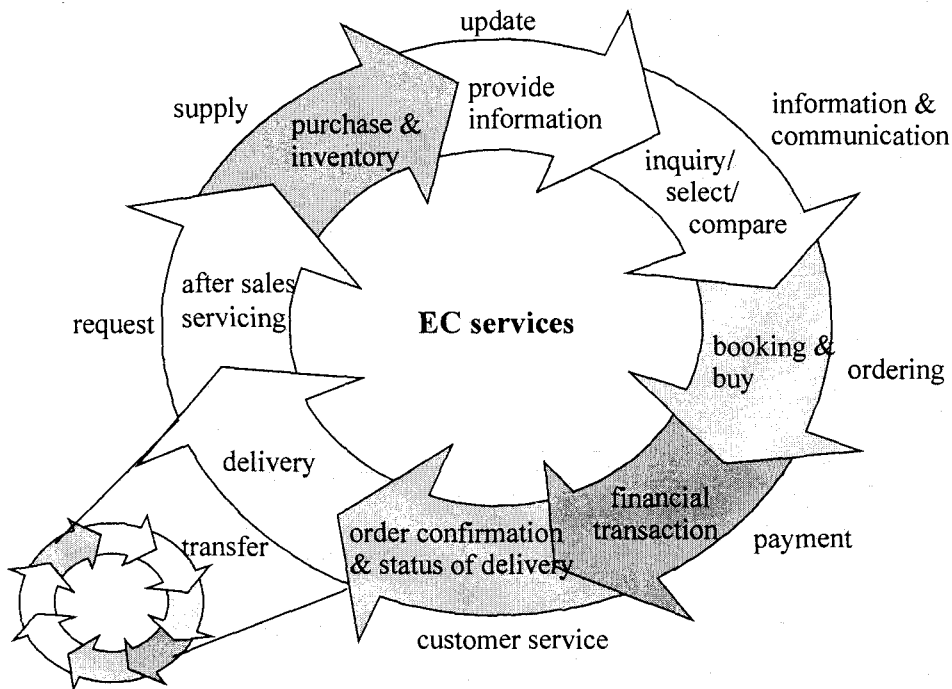 update
provide
information
supply
purchase &
inventory
information &
communication
inquiry/
select/
compare
after sales
servicing
EC services
request
booking &
buy
ordering
delivery
financial
transaction
order confirmation
& status of delivery
transfer
payment
customer service